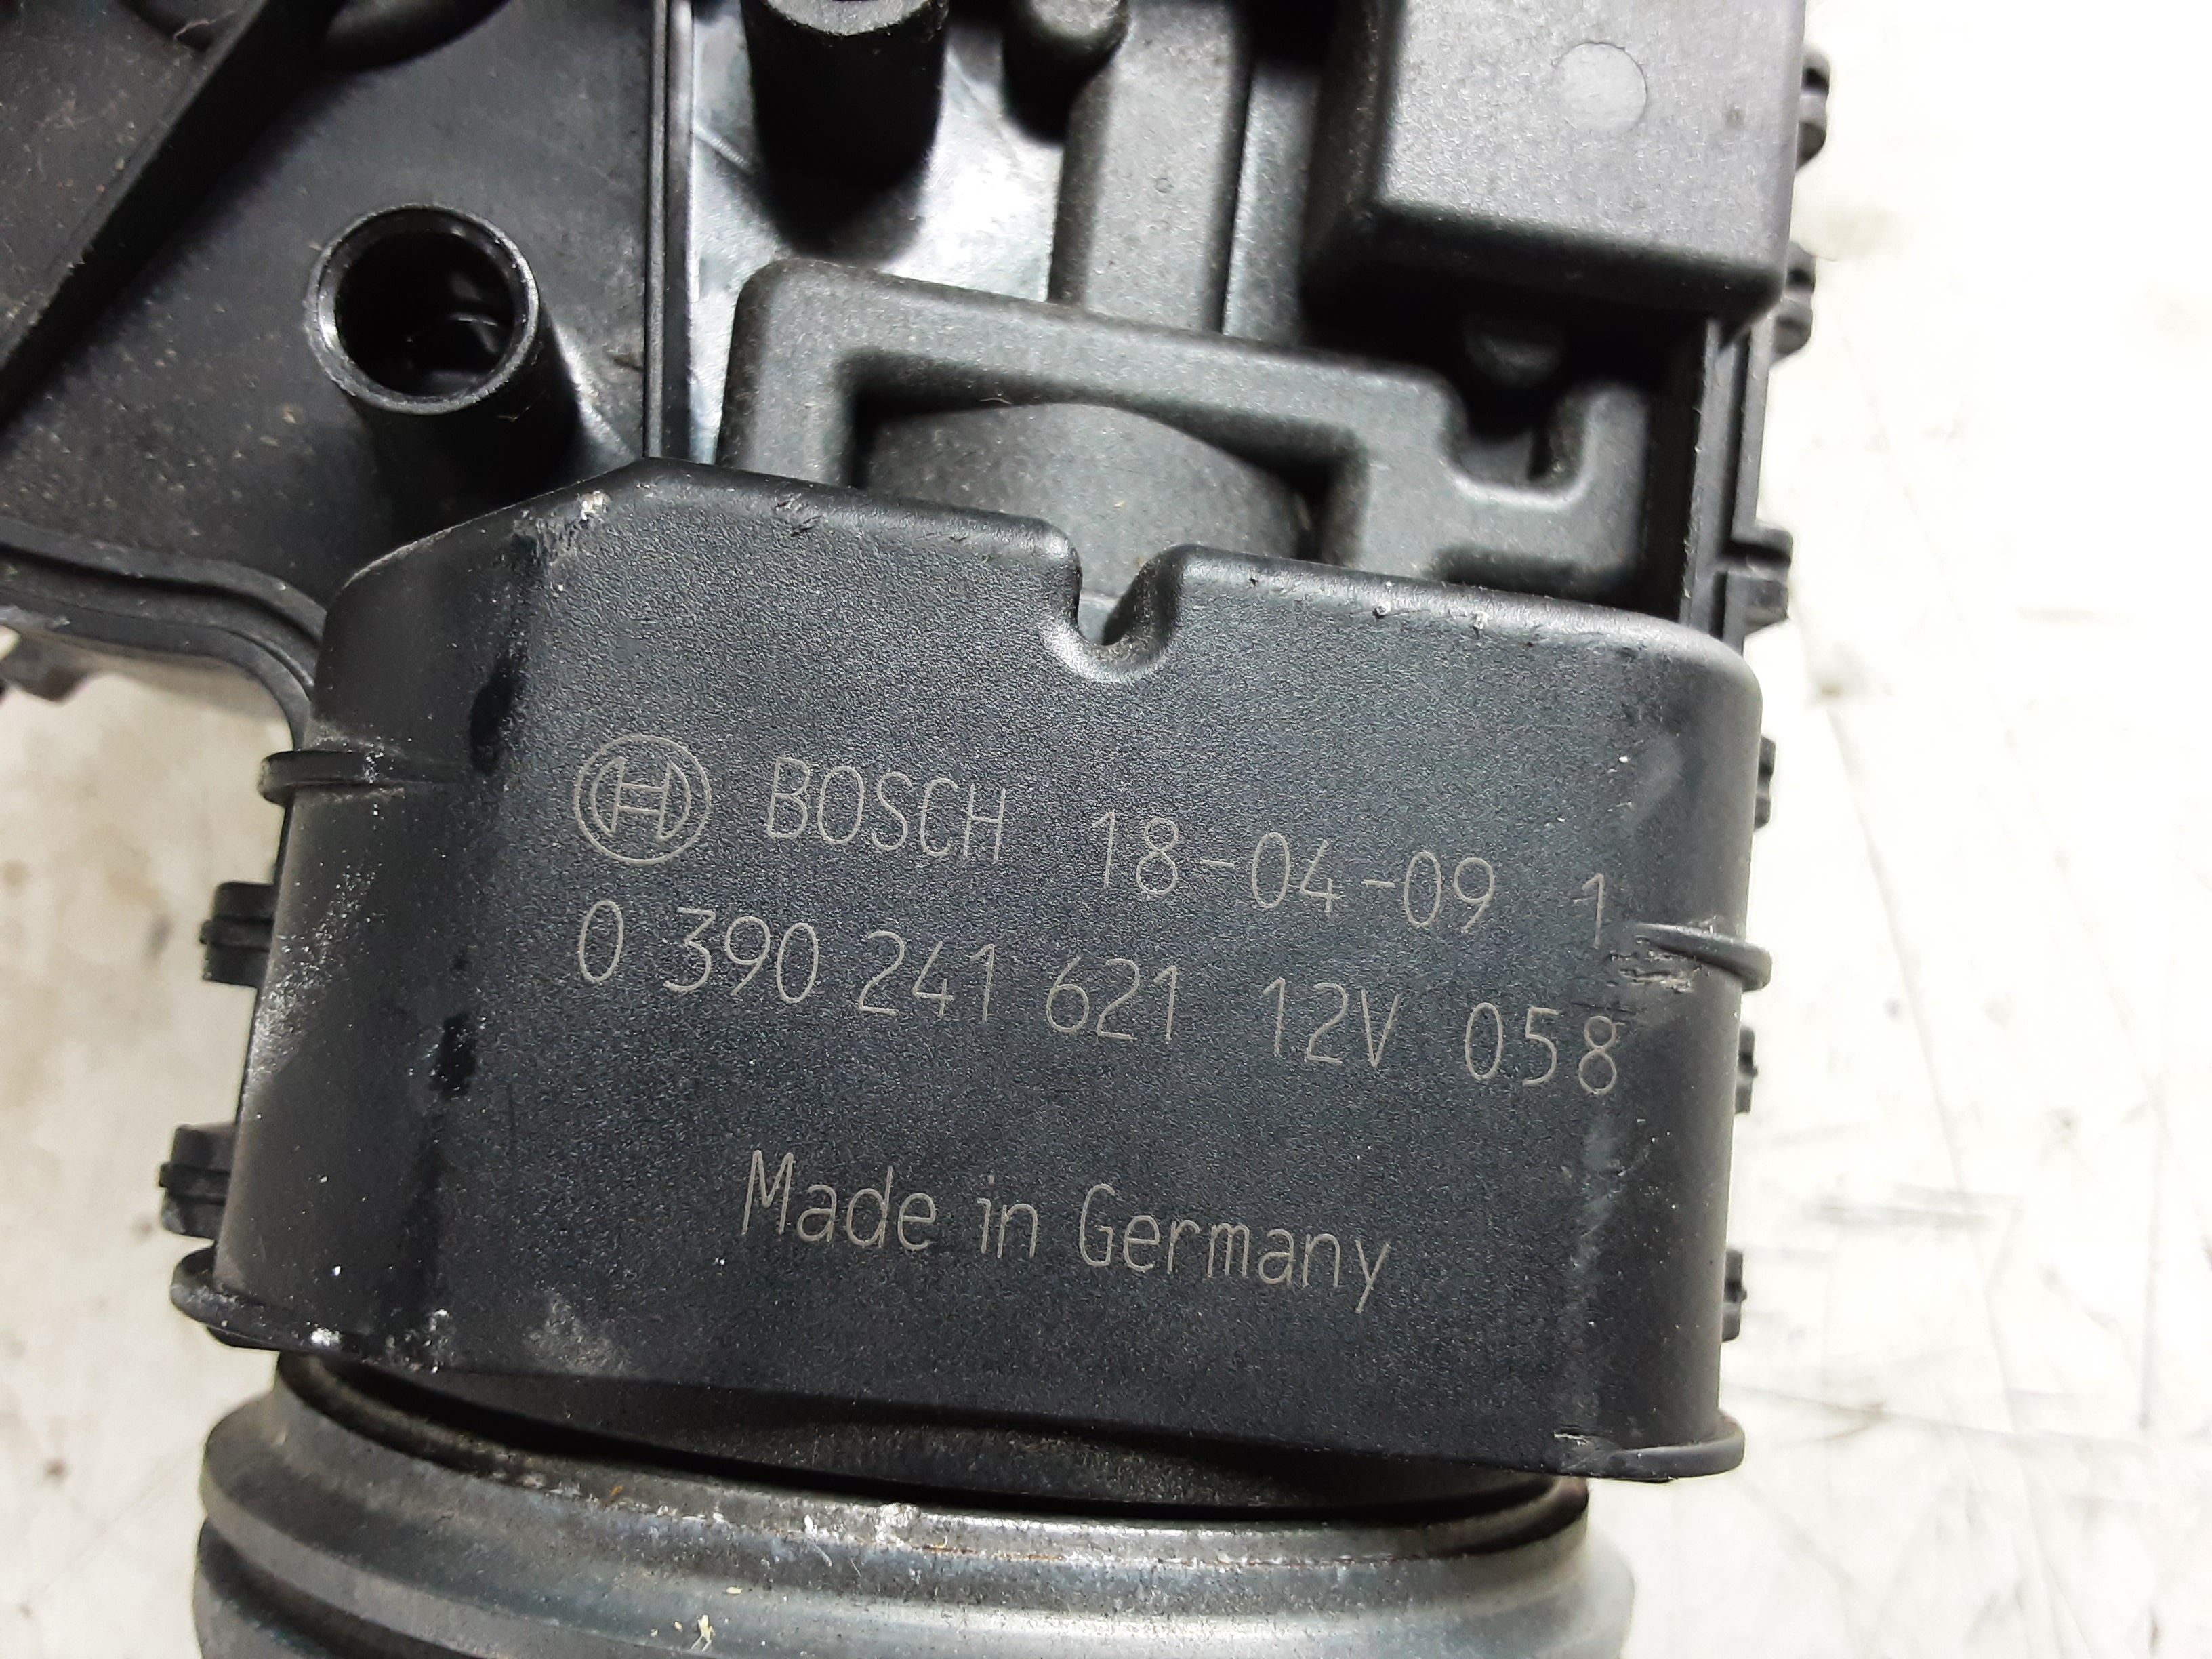 BOSCH 18-04-09 1
0 390 241 621 12V 058
Made in Germany